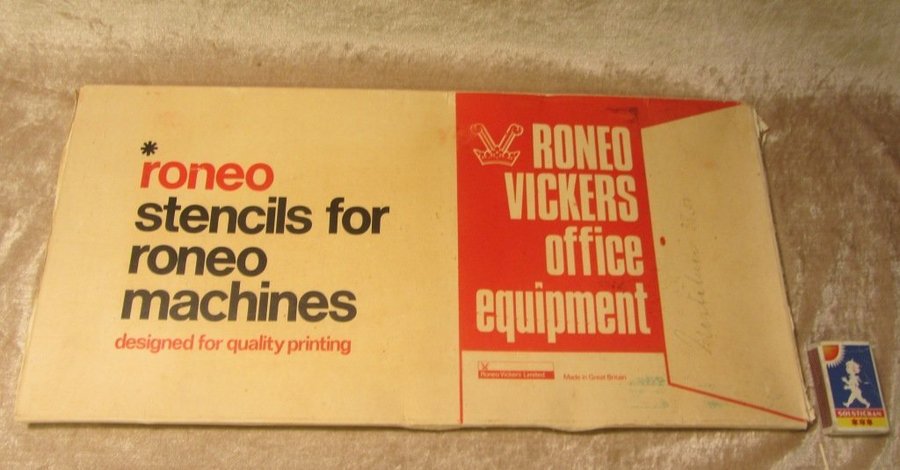 *
roneo
stencils for
roneo
machines
designed for quality printing
RONEO
VICKERS
office
equipment
Roneo Vickers Limited
Made in Great Britain
SOLSTICKAN